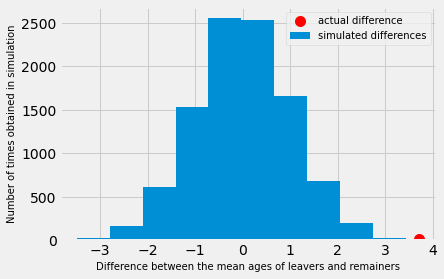 actual difference
simulated differences
Number of times obtained in simulation
2500
2000
1500
1000
500
0
−3 −2 −1 0 1 2 3 4
Difference between the mean ages of leavers and remainers